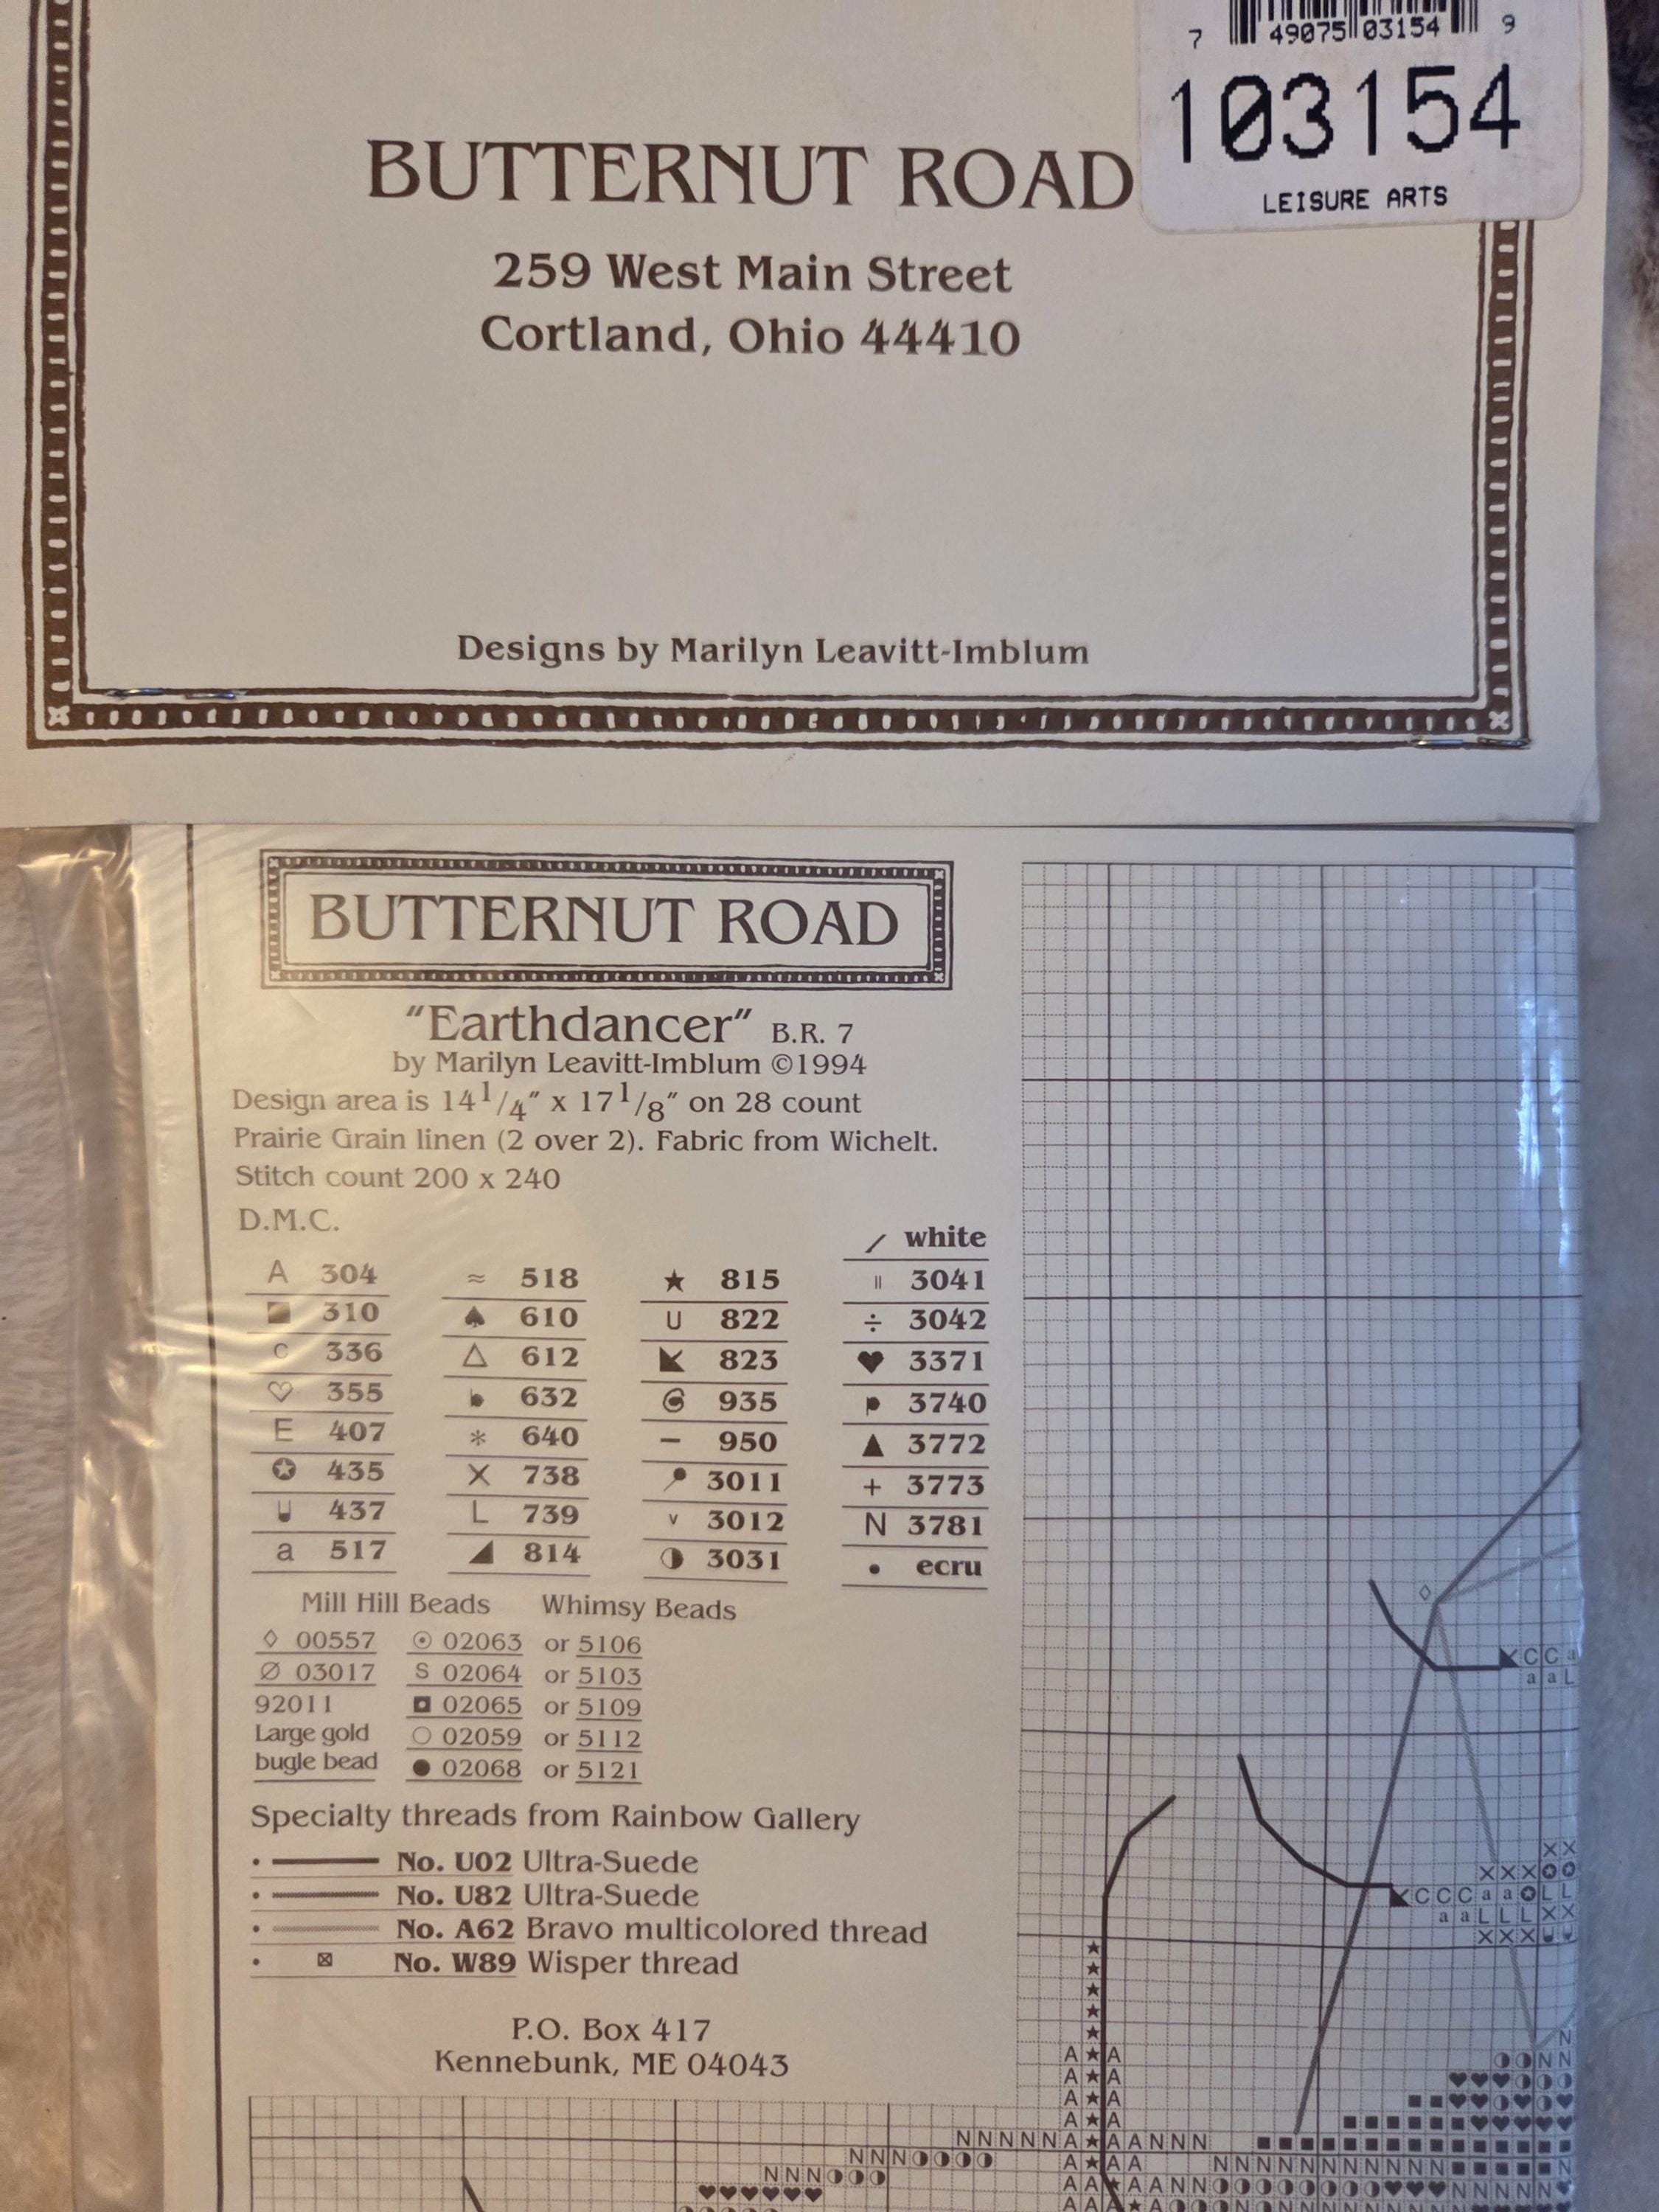 7 49075 03154 9
103154
LEISURE ARTS
BUTTERNUT ROAD
259 West Main Street
Cortland, Ohio 44410
Designs by Marilyn Leavitt-Imblum
BUTTERNUT ROAD
"Earthdancer" B.R. 7
by Marilyn Leavitt-Imblum ©1994
Design area is 14 1/4" x 17 1/8" on 28 count
Prairie Grain linen (2 over 2). Fabric from Wichelt.
Stitch count 200 x 240
D.M.C.
/ white
A 304 ≈ 518 ★ 815 || 3041
■ 310 ♠ 610 U 822 ÷ 3042
C 336 △ 612 823 ♥ 3371
♡ 355 632 935 3740
E 407 * 640 — 950 ▲ 3772
✪ 435 X 738 3011 + 3773
437 L 739 v 3012 N 3781
a 517 ◢ 814 ◑ 3031 • ecru
Mill Hill Beads Whimsy Beads
◇ 00557 ⊙ 02063 or 5106
∅ 03017 S 02064 or 5103
92011 ◘ 02065 or 5109
Large gold ○ 02059 or 5112
bugle bead ● 02068 or 5121
Specialty threads from Rainbow Gallery
• No. U02 Ultra-Suede
• No. U82 Ultra-Suede
• No. A62 Bravo multicolored thread
• ⊠ No. W89 Wisper thread
P.O. Box 417
Kennebunk, ME 04043